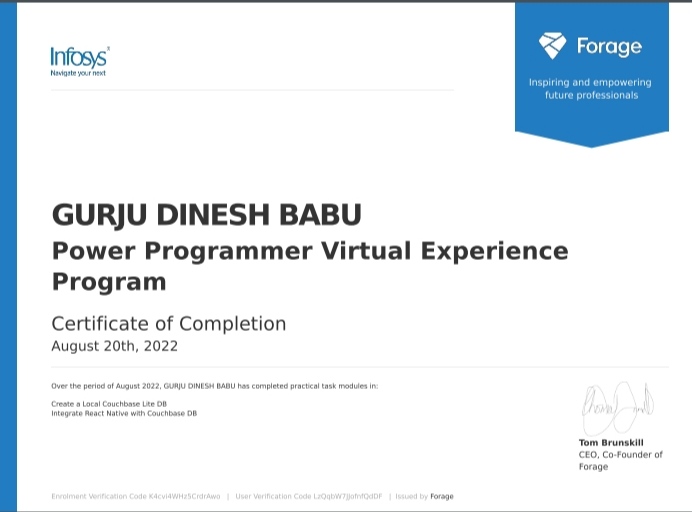 Infosys
Navigate your next
Forage
Inspiring and empowering
future professionals
GURJU DINESH BABU
Power Programmer Virtual Experience
Program
Certificate of Completion
August 20th, 2022
Over the period of August 2022, GURJU DINESH BABU has completed practical task modules in:
Create a Local Couchbase Lite DB
Integrate React Native with Couchbase DB
Tom Brunskill
CEO, Co-Founder of
Forage
Enrolment Verification Code | User Verification Code | Issued by Forage